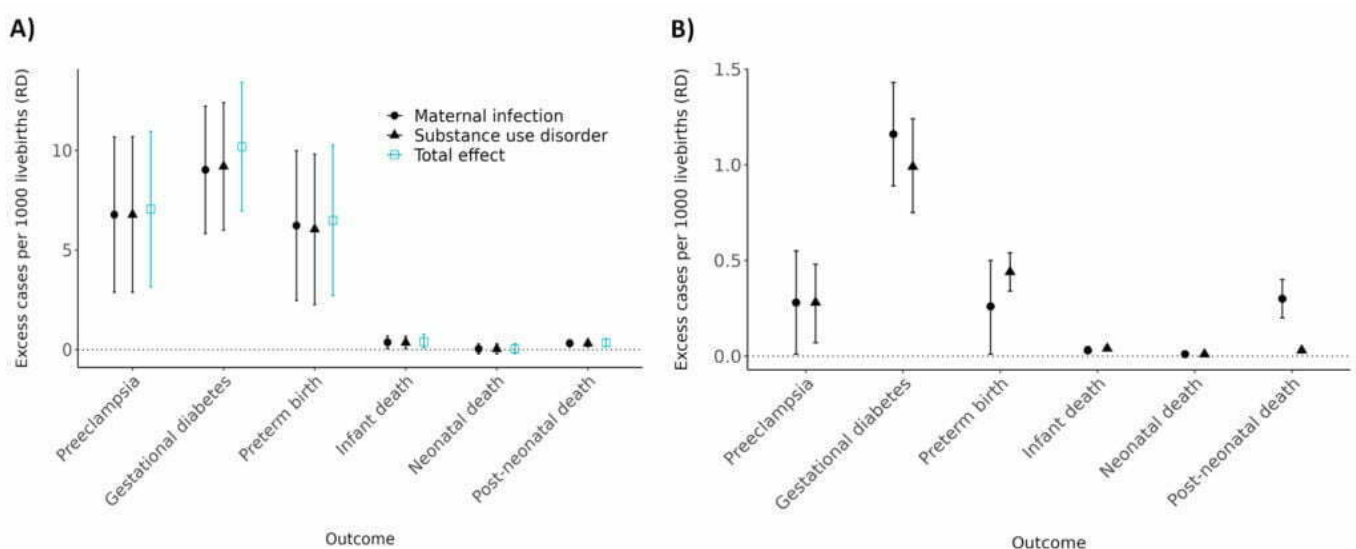 A)
Excess cases per 1000 livebirths (RD)
10
5
0
Maternal infection
Substance use disorder
Total effect
Preeclampsia
Gestational diabetes
Preterm birth
Infant death
Neonatal death
Post-neonatal death
Outcome
B)
Excess cases per 1000 livebirths (RD)
1.5
1.0
0.5
0.0
Preeclampsia
Gestational diabetes
Preterm birth
Infant death
Neonatal death
Post-neonatal death
Outcome